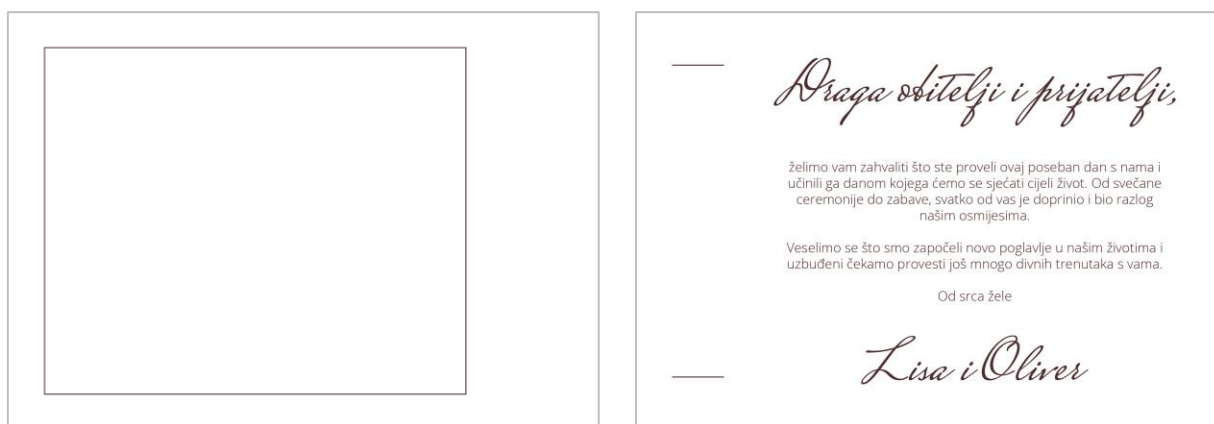 Draga obitelji i prijatelji,
želimo vam zahvaliti što ste proveli ovaj poseban dan s nama i
učinili ga danom kojega ćemo se sjećati cijeli život. Od svečane
ceremonije do zabave, svatko od vas je doprinio i bio razlog
našim osmijesima.
Veselimo se što smo započeli novo poglavlje u našim životima i
uzbuđeni čekamo provesti još mnogo divnih trenutaka s vama.
Od srca žele
Lisa i Oliver